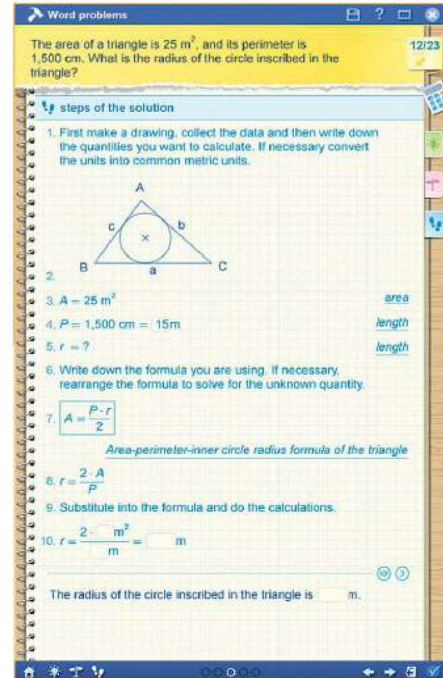 Word problems
The area of a triangle is 25 m², and its perimeter is
1,500 cm. What is the radius of the circle inscribed in the
triangle?
12/23
steps of the solution
1. First make a drawing, collect the data and then write down
the quantities you want to calculate. If necessary convert
the units into common metric units.
A
c
b
B
a
C
2.
3. A = 25 m² area
4. P = 1,500 cm = 15m length
5. r = ? length
6. Write down the formula you are using. If necessary,
rearrange the formula to solve for the unknown quantity.
7. A = P · r / 2
Area-perimeter-inner circle radius formula of the triangle
8. r = 2 · A / P
9. Substitute into the formula and do the calculations.
10. r = 2 · m² / m = m
The radius of the circle inscribed in the triangle is m.